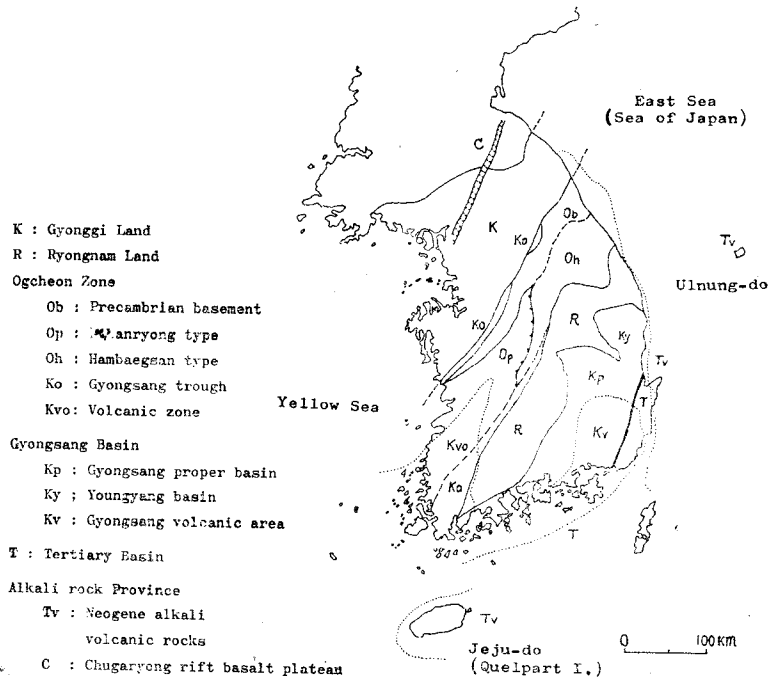 K : Gyonggi Land
R : Ryongnam Land
Ogcheon Zone
Ob : Precambrian basement
Op : type
Oh : Hambaegsan type
Ko : Gyongsang trough
Kvo: Volcanic zone
Gyongsang Basin
Kp : Gyongsang proper basin
Ky ; Youngyang basin
Kv : Gyongsang volcanic area
T : Tertiary Basin
Alkali rock Province
Tv : Neogene alkali
volcanic rocks
C : Chugaryong rift basalt plateau
East Sea
(Sea of Japan)
C
K
Ko
Ob
Oh
Tv
Ulnung-do
R
Ky
Ko
Op
Kp
Tv
T
Yellow Sea
Kvo
R
Kv
Ko
T
Tv
Jeju-do
(Quelpart I.)
0 100KM